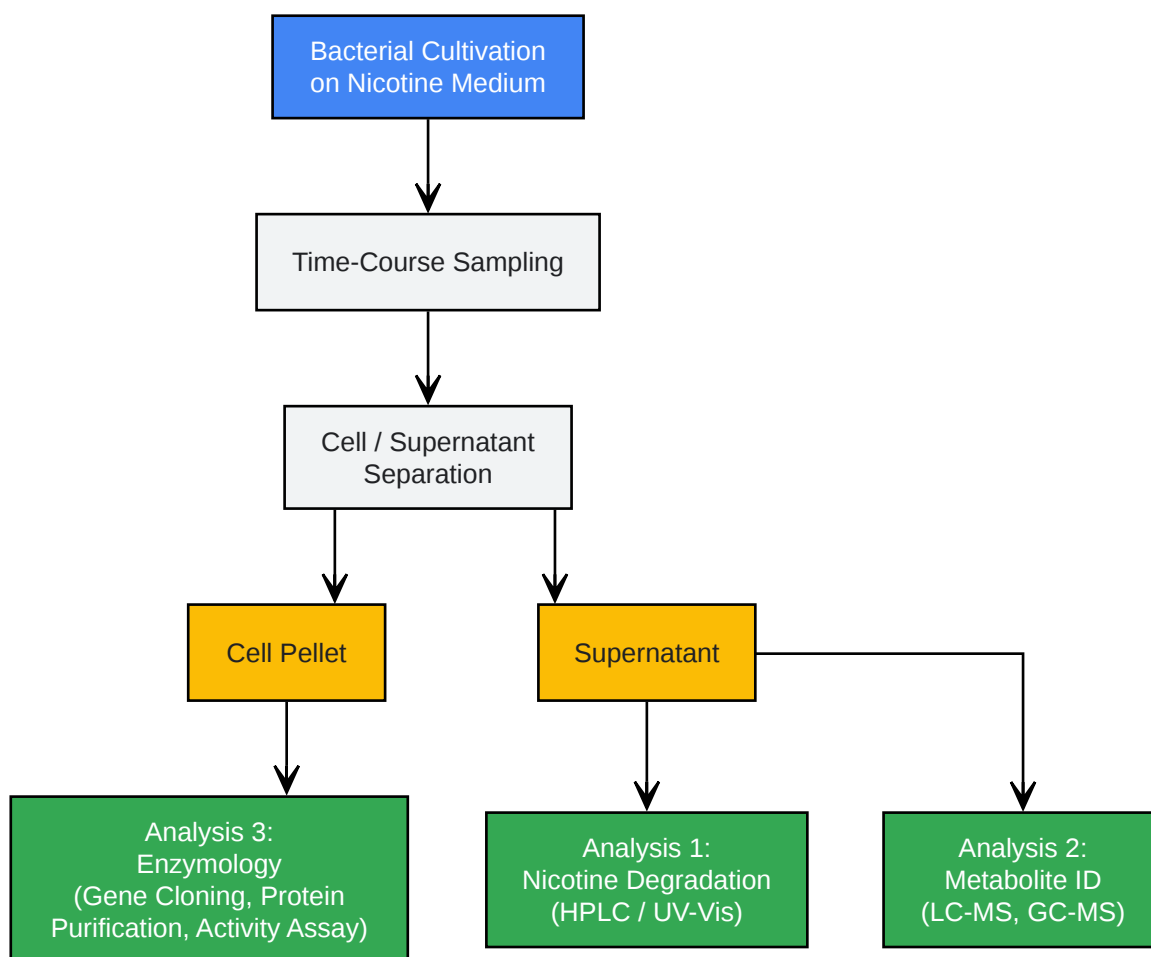 Bacterial Cultivation
on Nicotine Medium
Time-Course Sampling
Cell / Supernatant
Separation
Cell Pellet
Supernatant
Analysis 3:
Enzymology
(Gene Cloning, Protein
Purification, Activity Assay)
Analysis 1:
Nicotine Degradation
(HPLC / UV-Vis)
Analysis 2:
Metabolite ID
(LC-MS, GC-MS)